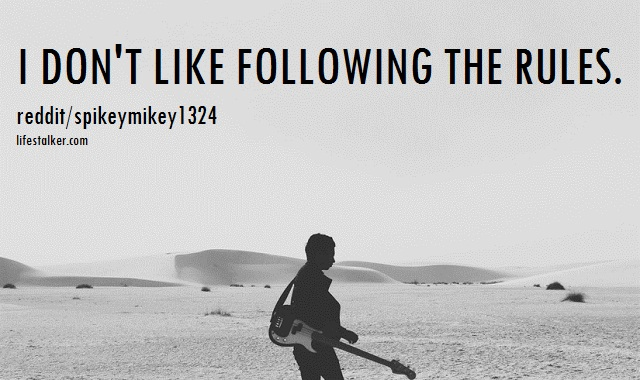 I DON'T LIKE FOLLOWING THE RULES.
reddit/spikeymikey1324
lifestalker.com